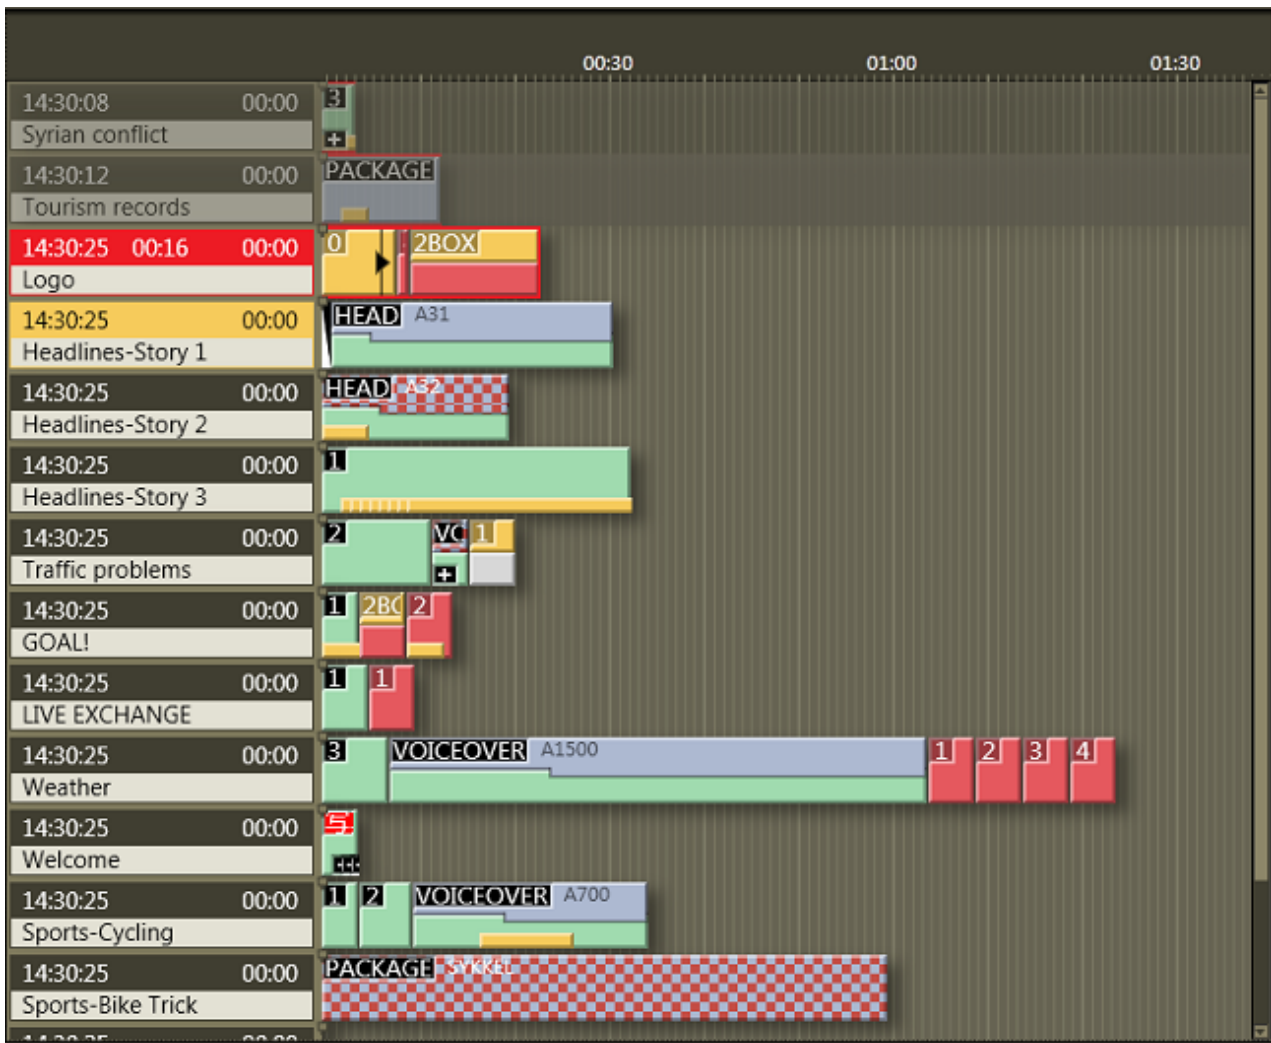 00:30 01:00 01:30
14:30:08 00:00 3
Syrian conflict +
14:30:12 00:00 PACKAGE
Tourism records
14:30:25 00:16 00:00 0 2BOX
Logo
14:30:25 00:00 HEAD A31
Headlines-Story 1
14:30:25 00:00 HEAD A32
Headlines-Story 2
14:30:25 00:00 1
Headlines-Story 3
14:30:25 00:00 2 VO 1
Traffic problems +
14:30:25 00:00 1 2BO 2
GOAL!
14:30:25 00:00 1 1
LIVE EXCHANGE
14:30:25 00:00 3 VOICEOVER A1500 1 2 3 4
Weather
14:30:25 00:00
Welcome
14:30:25 00:00 1 2 VOICEOVER A700
Sports-Cycling
14:30:25 00:00 PACKAGE SYKKEL
Sports-Bike Trick